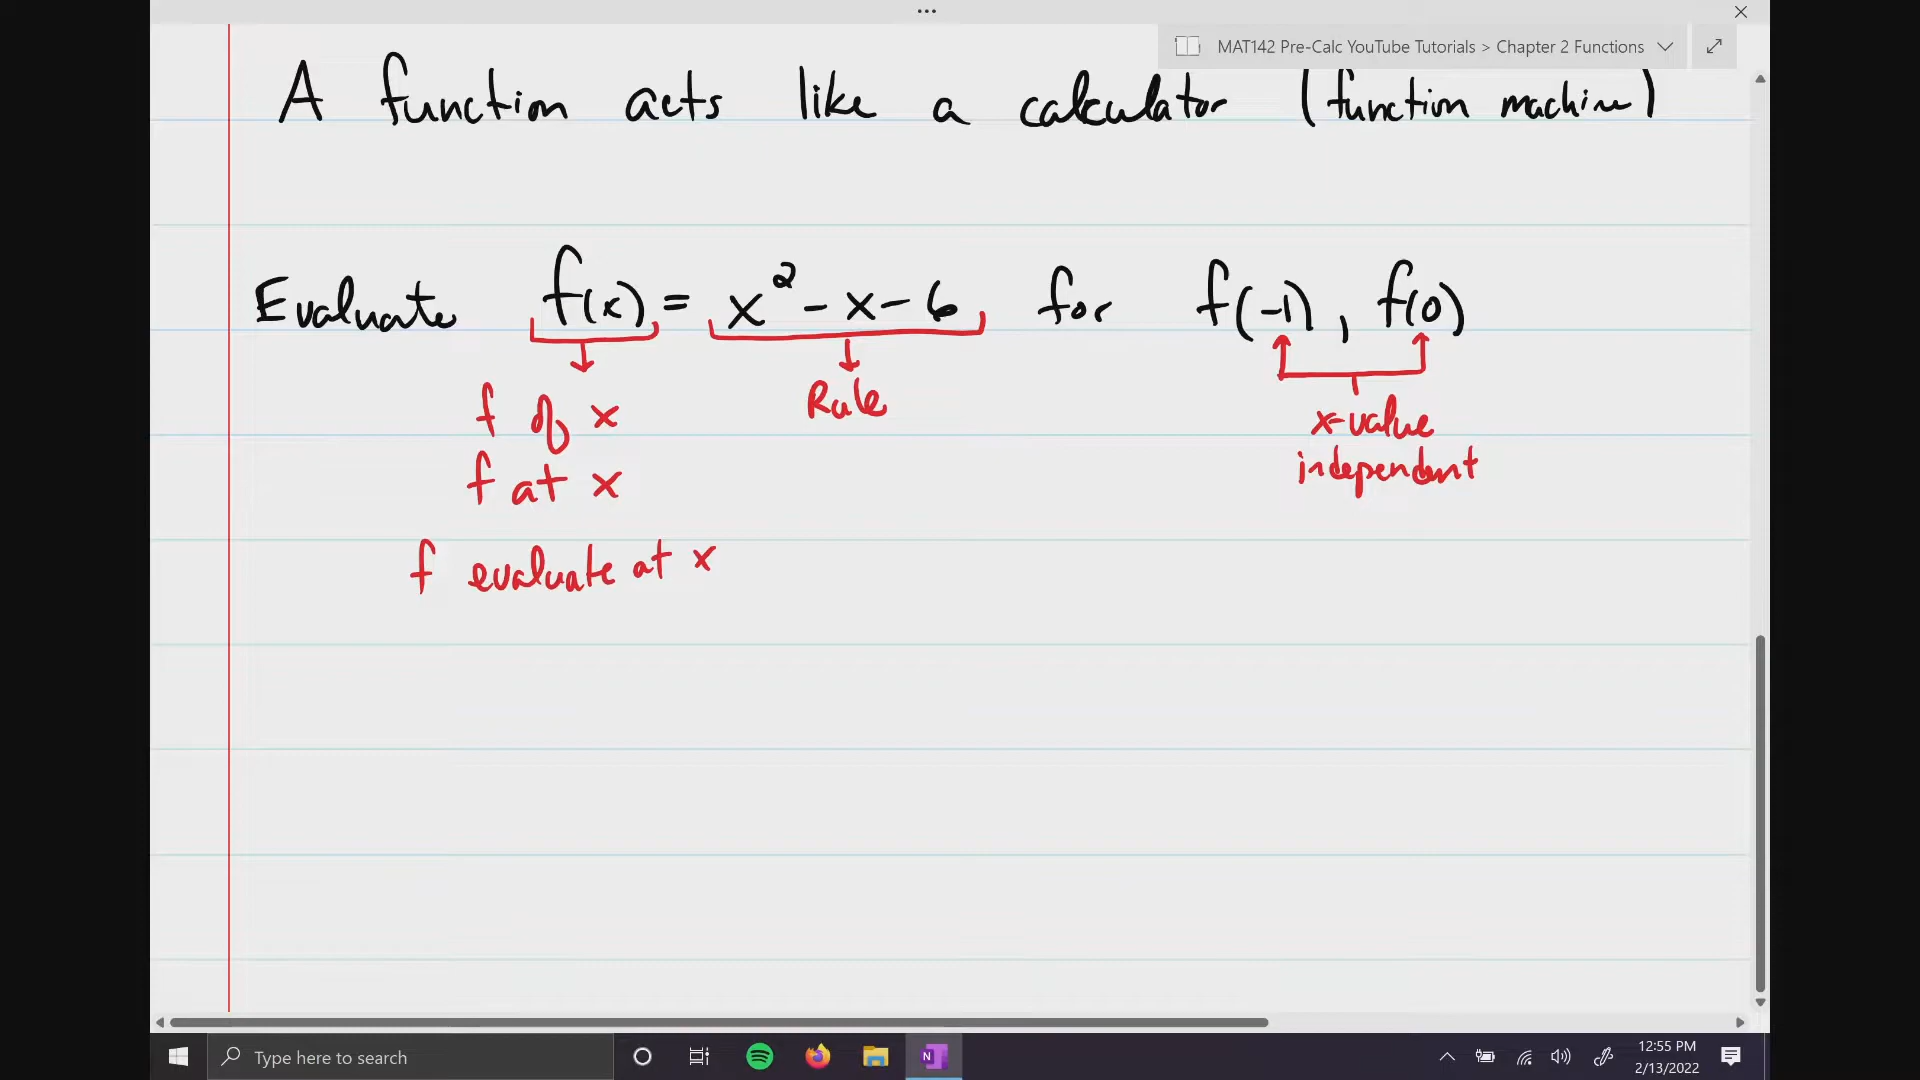 MAT142 Pre-Calc YouTube Tutorials > Chapter 2 Functions
A function acts like a calculator (function machine)
Evaluate f(x) = x² - x - 6 for f(-1), f(0)
f of x
Rule
x-value
independent
f at x
f evaluate at x
Type here to search
N
12:55 PM
2/13/2022